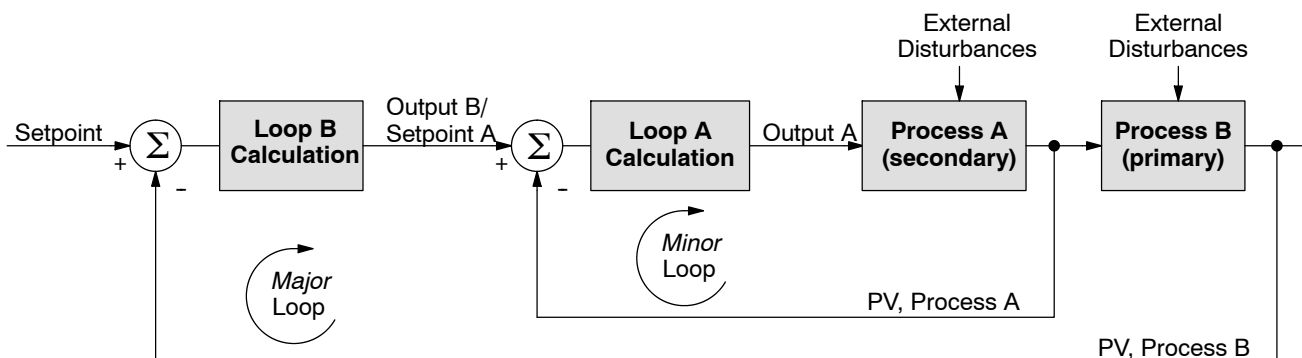 External
Disturbances
External
Disturbances
Setpoint
+
Σ
–
Loop B
Calculation
Output B/
Setpoint A
+
Σ
–
Loop A
Calculation
Output A
Process A
(secondary)
Process B
(primary)
Major
Loop
Minor
Loop
PV, Process A
PV, Process B